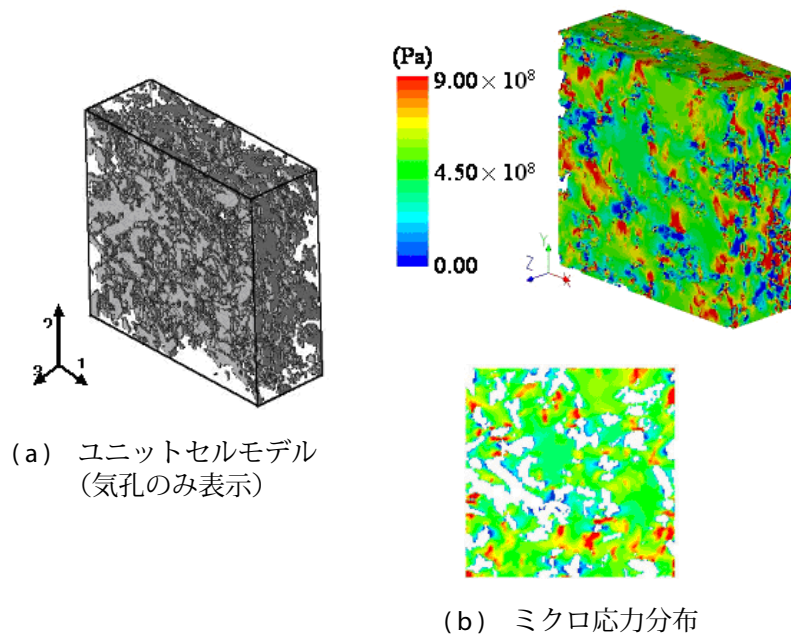 (Pa)
9.00 × 10⁸
4.50 × 10⁸
0.00
Y
Z
X
2
3
1
(a) ユニットセルモデル
（気孔のみ表示）
(b) ミクロ応力分布